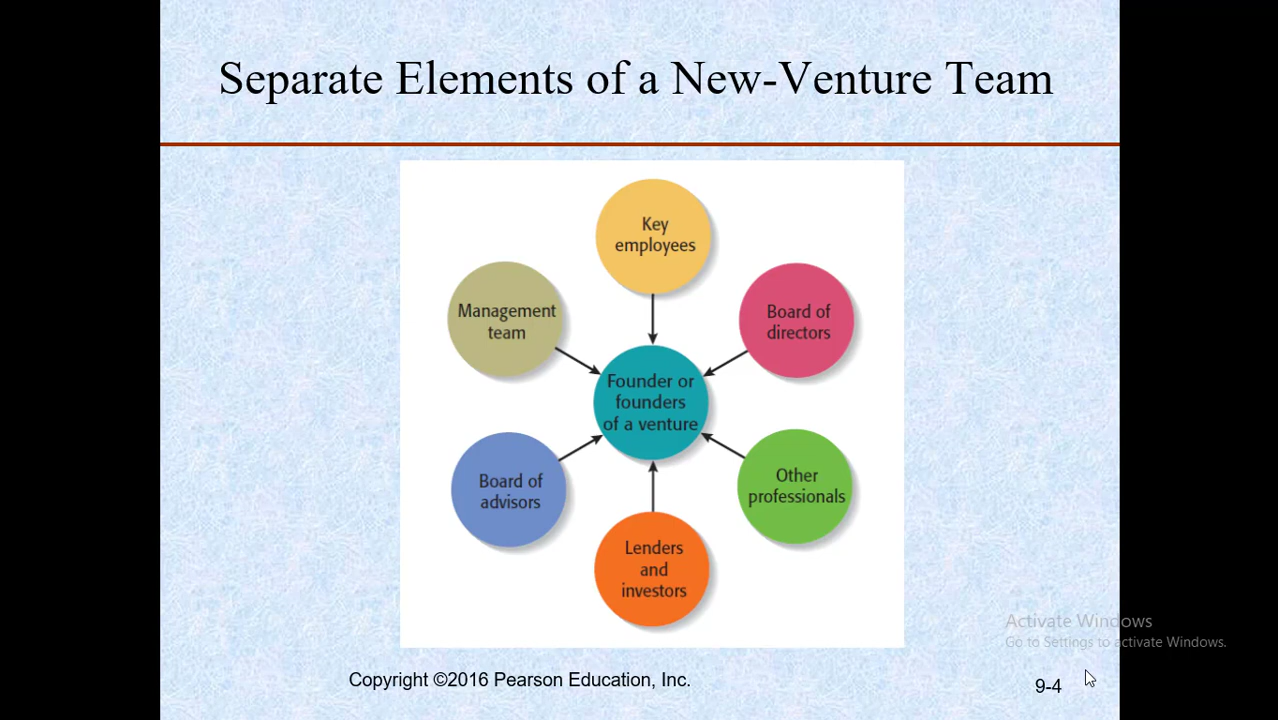 Separate Elements of a New-Venture Team
Key
employees
Management
team
Board of
directors
Founder or
founders
of a venture
Board of
advisors
Other
professionals
Lenders
and
investors
Activate Windows
Go to Settings to activate Windows.
Copyright ©2016 Pearson Education, Inc.
9-4